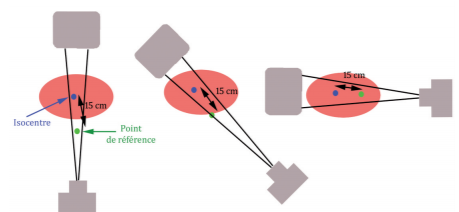 15 cm
Isocentre
Point
de référence
15 cm
15 cm